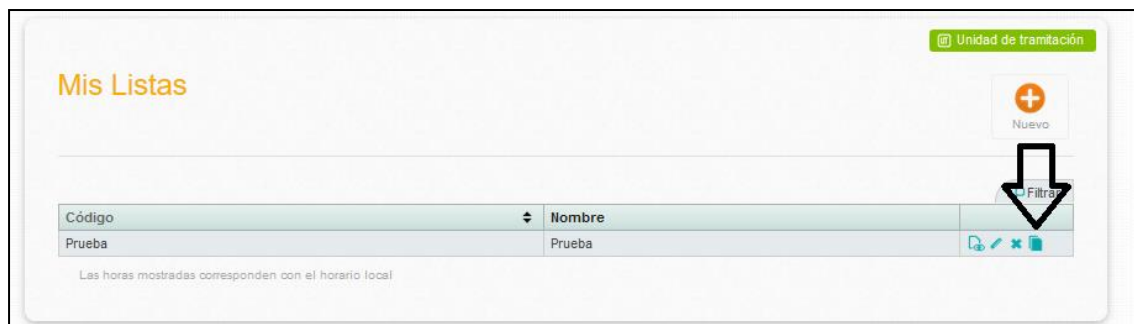 Unidad de tramitación
Mis Listas
Nuevo
Filtrar
Código Nombre
Prueba Prueba
Las horas mostradas corresponden con el horario local